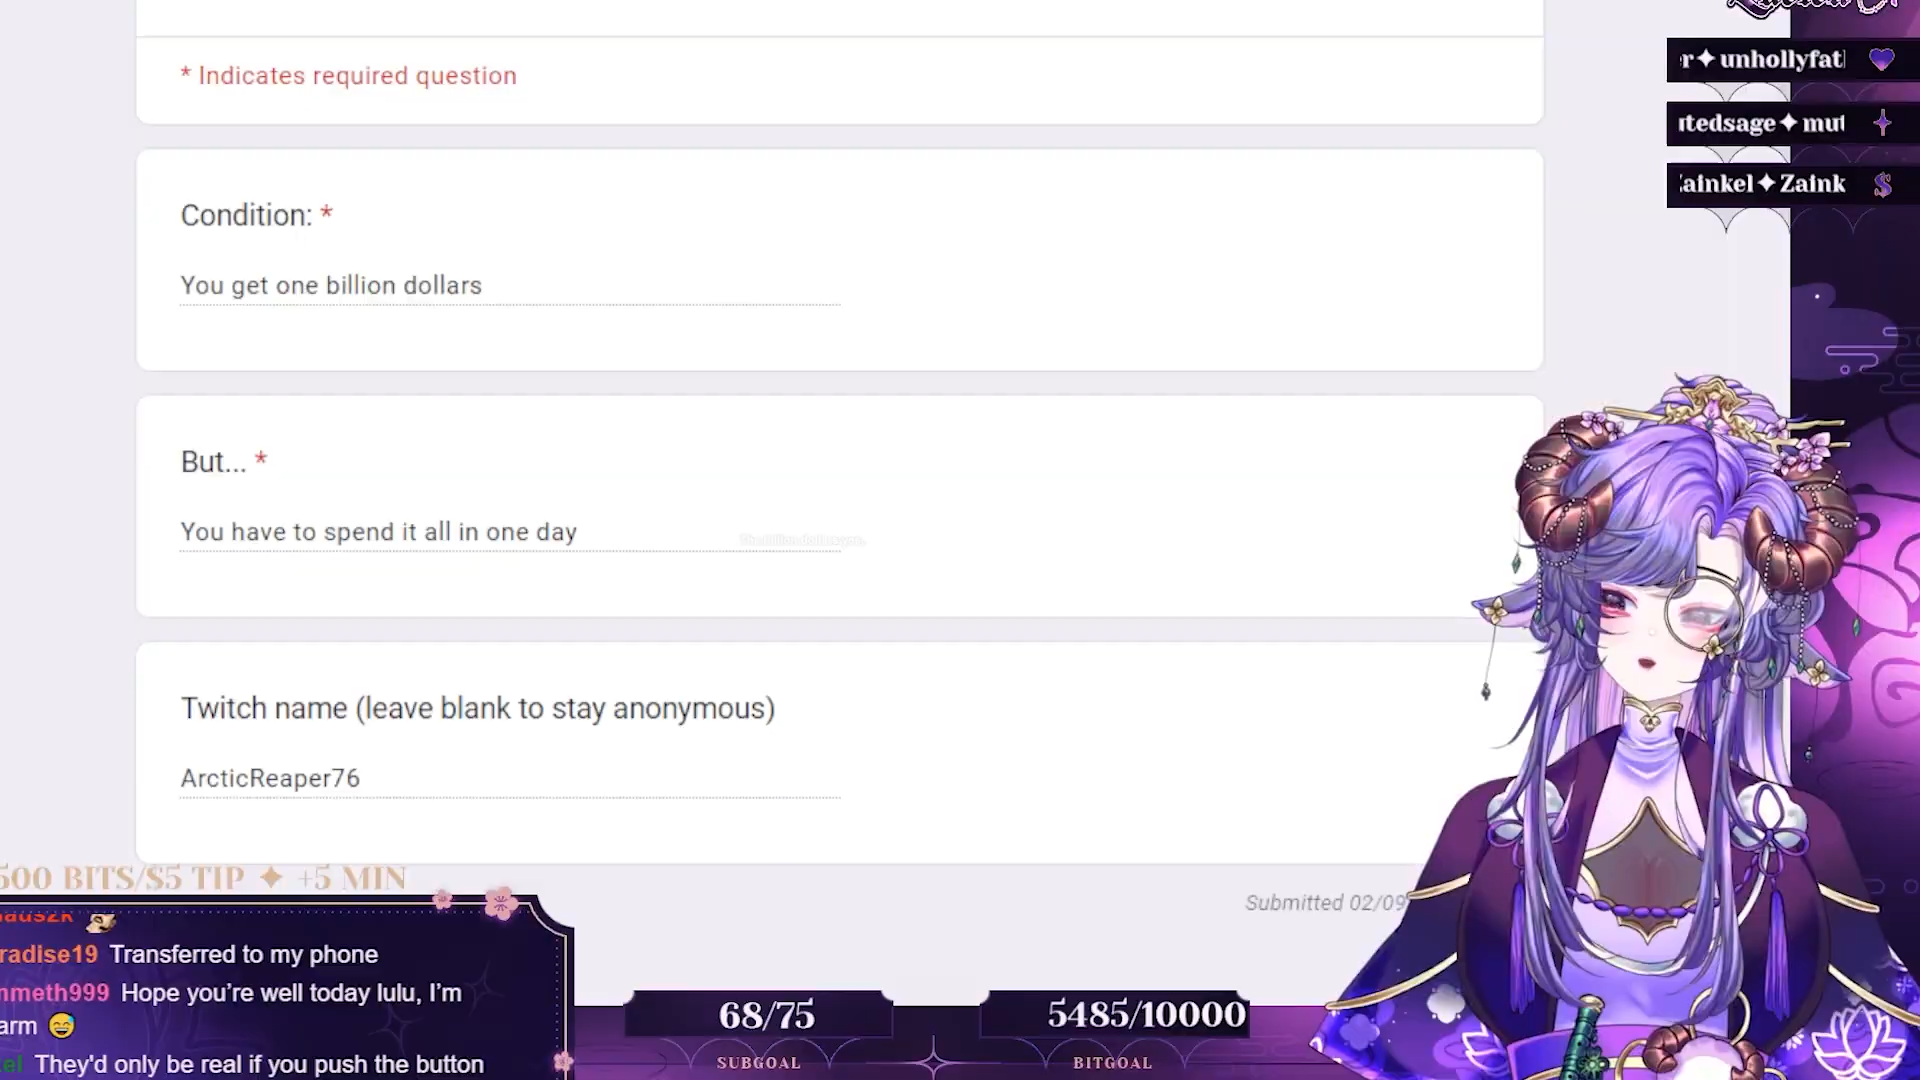 * Indicates required question
Condition: *
You get one billion dollars
But... *
You have to spend it all in one day
Twitch name (leave blank to stay anonymous)
ArcticReaper76
Submitted 02/09
r✦unhollyfat
tedsage✦mut
ainkel✦Zaink
500 BITS/$5 TIP ✦ +5 MIN
radise19 Transferred to my phone
meth999 Hope you’re well today lulu, I’m
arm 😅
el They'd only be real if you push the button
68/75
SUBGOAL
5485/10000
BITGOAL